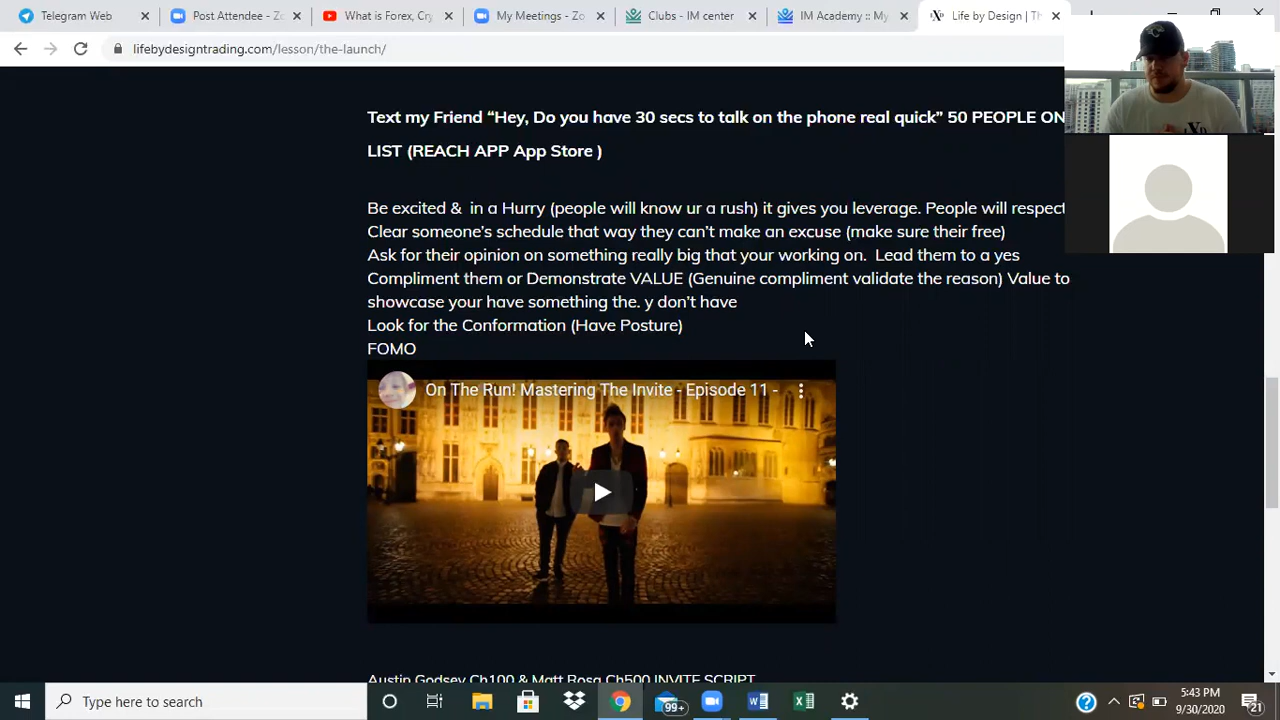 Telegram Web
Post Attendee - Zo
What is Forex, Cry
My Meetings - Zo
Clubs - IM center
IM Academy :: My
Life by Design | Th
lifebydesigntrading.com/lesson/the-launch/
Text my Friend “Hey, Do you have 30 secs to talk on the phone real quick” 50 PEOPLE ON
LIST (REACH APP App Store )
Be excited & in a Hurry (people will know ur a rush) it gives you leverage. People will respect
Clear someone’s schedule that way they can’t make an excuse (make sure their free)
Ask for their opinion on something really big that your working on. Lead them to a yes
Compliment them or Demonstrate VALUE (Genuine compliment validate the reason) Value to
showcase your have something the. y don’t have
Look for the Conformation (Have Posture)
FOMO
On The Run! Mastering The Invite - Episode 11 -
Austin Godsey Ch100 & Matt Rosa Ch500 INVITE SCRIPT
Type here to search
99+
5:43 PM
9/30/2020
21